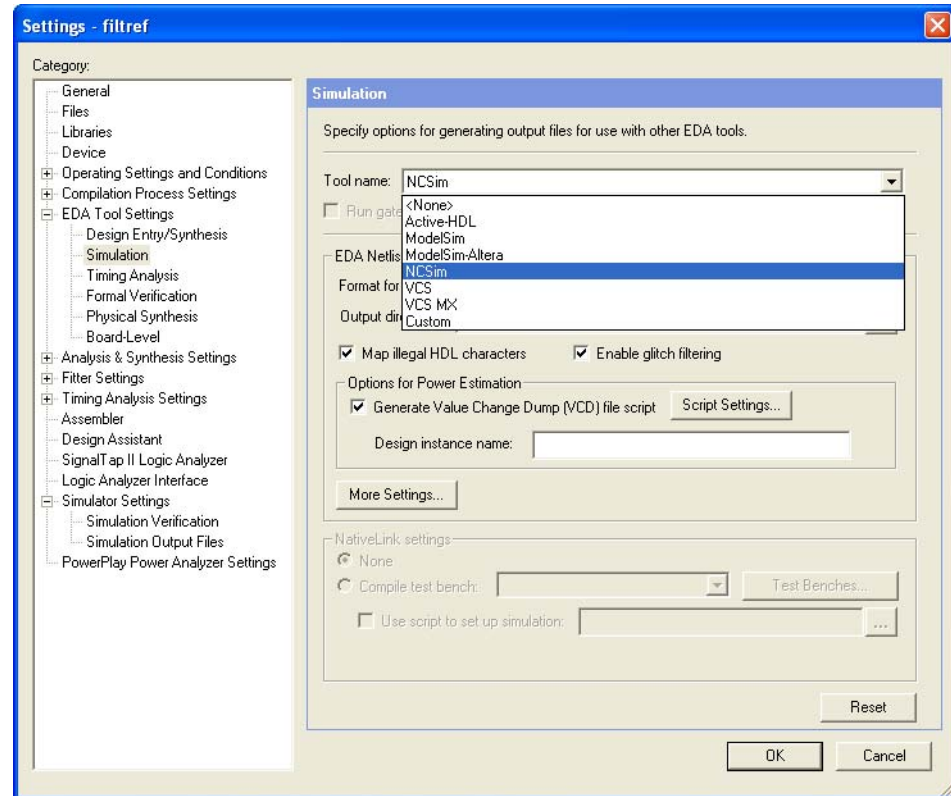 Settings - filtref
Category:
General
Files
Libraries
Device
Operating Settings and Conditions
Compilation Process Settings
EDA Tool Settings
Design Entry/Synthesis
Simulation
Timing Analysis
Formal Verification
Physical Synthesis
Board-Level
Analysis & Synthesis Settings
Fitter Settings
Timing Analysis Settings
Assembler
Design Assistant
SignalTap II Logic Analyzer
Logic Analyzer Interface
Simulator Settings
Simulation Verification
Simulation Output Files
PowerPlay Power Analyzer Settings
Simulation
Specify options for generating output files for use with other EDA tools.
Tool name: NCSim
Run gate
<None>
Active-HDL
ModelSim
ModelSim-Altera
NCSim
VCS
VCS MX
Custom
EDA Netlis
Format for
Output dir
Map illegal HDL characters Enable glitch filtering
Options for Power Estimation
Generate Value Change Dump (VCD) file script Script Settings...
Design instance name:
More Settings...
NativeLink settings
None
Compile test bench: Test Benches...
Use script to set up simulation: ...
Reset
OK Cancel